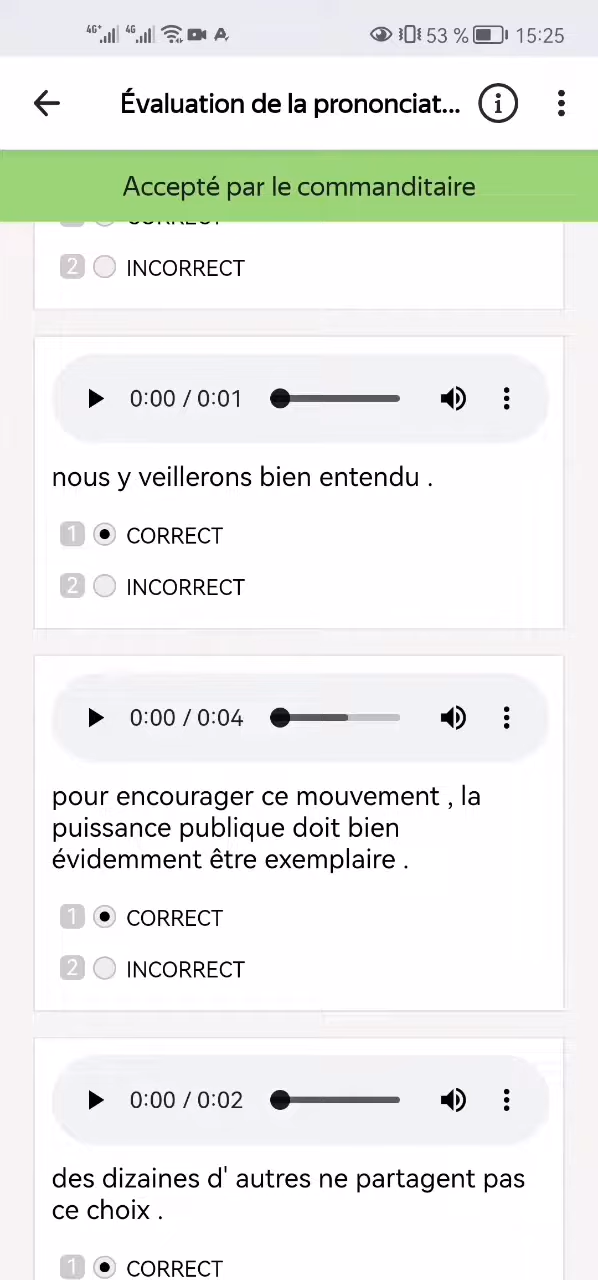 4G+ 4G 53 % 15:25
Évaluation de la prononciat...
Accepté par le commanditaire
CORRECT
2 INCORRECT
0:00 / 0:01
nous y veillerons bien entendu .
1 CORRECT
2 INCORRECT
0:00 / 0:04
pour encourager ce mouvement , la
puissance publique doit bien
évidemment être exemplaire .
1 CORRECT
2 INCORRECT
0:00 / 0:02
des dizaines d' autres ne partagent pas
ce choix .
1 CORRECT